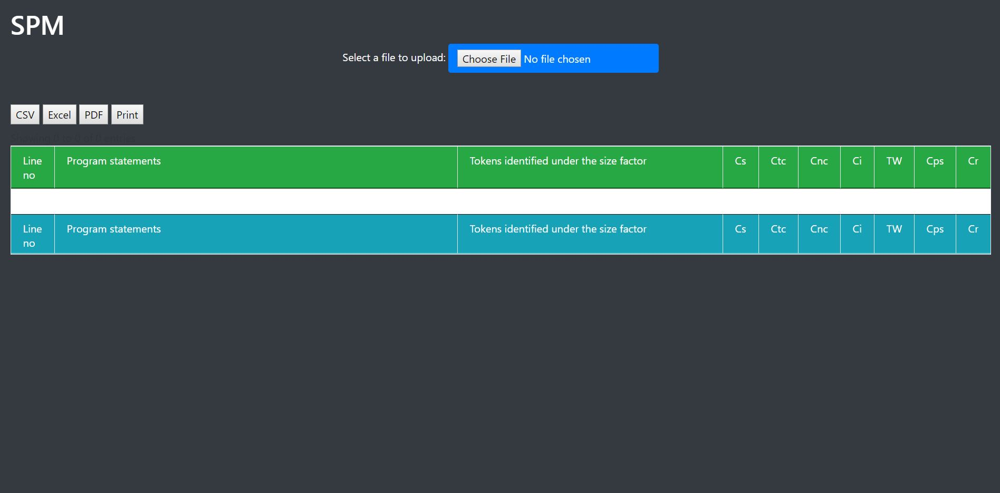 SPM
Select a file to upload: Choose File No file chosen
CSV Excel PDF Print
Showing 0 to 0 of 0 entries
Line no Program statements Tokens identified under the size factor Cs Ctc Cnc Ci TW Cps Cr
Line no Program statements Tokens identified under the size factor Cs Ctc Cnc Ci TW Cps Cr